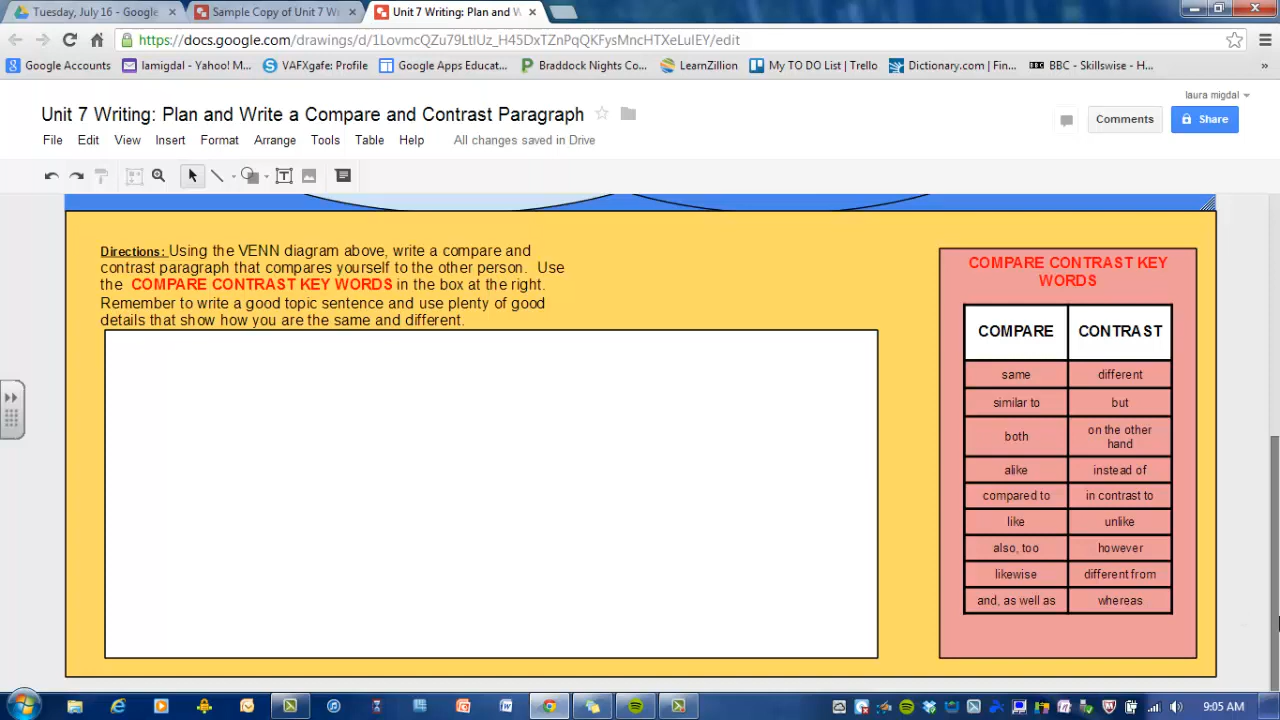 Tuesday, July 16 - Google
Sample Copy of Unit 7 W
Unit 7 Writing: Plan and W
https://docs.google.com/drawings/d/1LovmcQZu79LtlUz_H45DxTZnPqQKFysMncHTXeLuIEY/edit
Google Accounts
lamigdal - Yahoo! M...
VAFXgafe: Profile
Google Apps Educat...
Braddock Nights Co...
LearnZillion
My TO DO List | Trello
Dictionary.com | Fin...
BBC - Skillswise - H...
»
laura migdal
Unit 7 Writing: Plan and Write a Compare and Contrast Paragraph
Comments
Share
File Edit View Insert Format Arrange Tools Table Help All changes saved in Drive
Directions: Using the VENN diagram above, write a compare and
contrast paragraph that compares yourself to the other person. Use
the COMPARE CONTRAST KEY WORDS in the box at the right.
Remember to write a good topic sentence and use plenty of good
details that show how you are the same and different.
COMPARE CONTRAST KEY
WORDS
COMPARE CONTRAST
same different
similar to but
both on the other
hand
alike instead of
compared to in contrast to
like unlike
also, too however
likewise different from
and, as well as whereas
9:05 AM